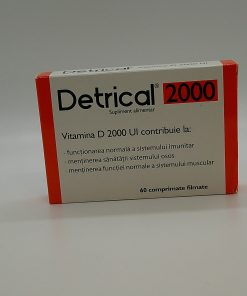 Detrical® 2000
Supliment alimentar
Vitamina D 2000 UI contribuie la:
- functionarea normală a sistemului imunitar
- menținerea sănătății sistemului osos
- menținerea funcției normale a sistemului muscular
60 comprimate filmate